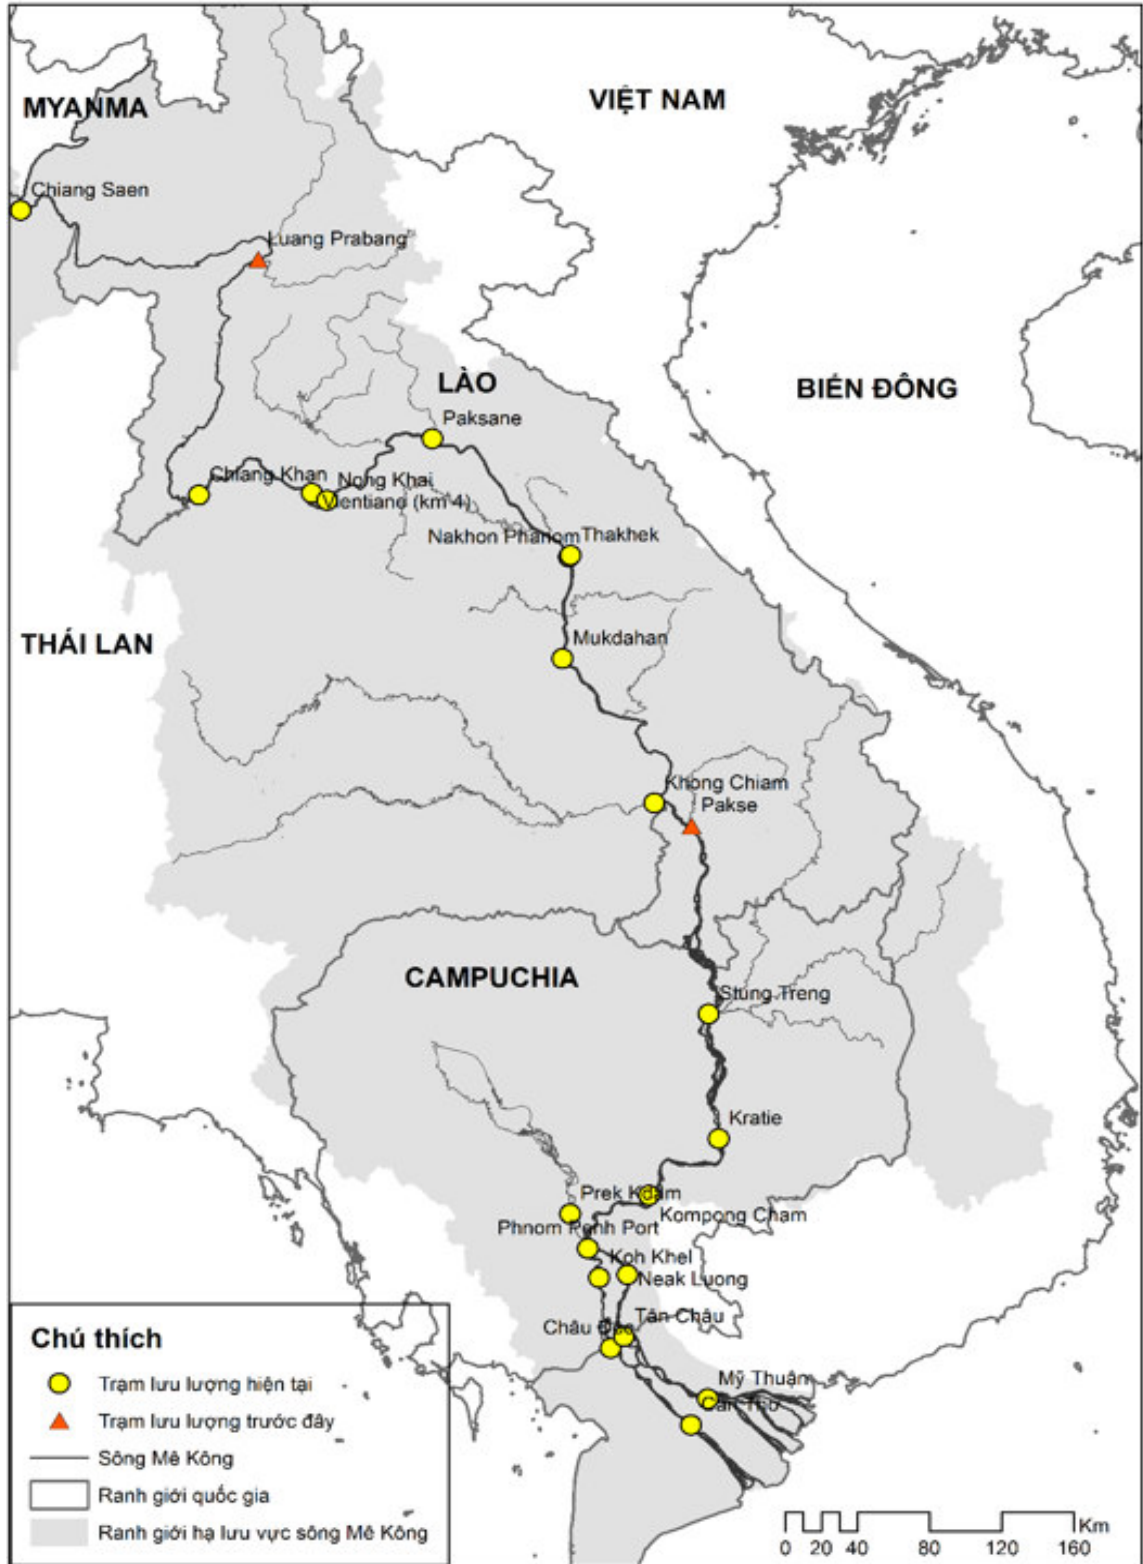 VIỆT NAM
MYANMA
Chiang Saen
Luang Prabang
LÀO
BIỂN ĐÔNG
Paksane
Chiang Khan
Nong Khai
Vientiane (km 4)
Nakhon Phanom
Thakhek
THÁI LAN
Mukdahan
Khong Chiam
Pakse
CAMPUCHIA
Stung Treng
Kratie
Prek Kdam
Kompong Cham
Phnom Penh Port
Koh Khel
Neak Luong
Tân Châu
Châu Đốc
Mỹ Thuận
Cần Thơ
Chú thích
Trạm lưu lượng hiện tại
Trạm lưu lượng trước đây
Sông Mê Kông
Ranh giới quốc gia
Ranh giới hạ lưu vực sông Mê Kông
Km
0 20 40 80 120 160